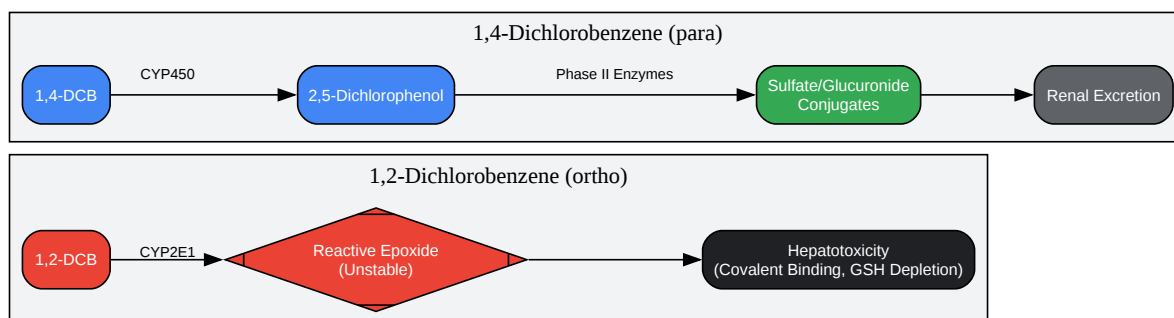 1,4-Dichlorobenzene (para)
1,4-DCB
CYP450
2,5-Dichlorophenol
Phase II Enzymes
Sulfate/Glucuronide
Conjugates
Renal Excretion
1,2-Dichlorobenzene (ortho)
1,2-DCB
CYP2E1
Reactive Epoxide
(Unstable)
Hepatotoxicity
(Covalent Binding, GSH Depletion)